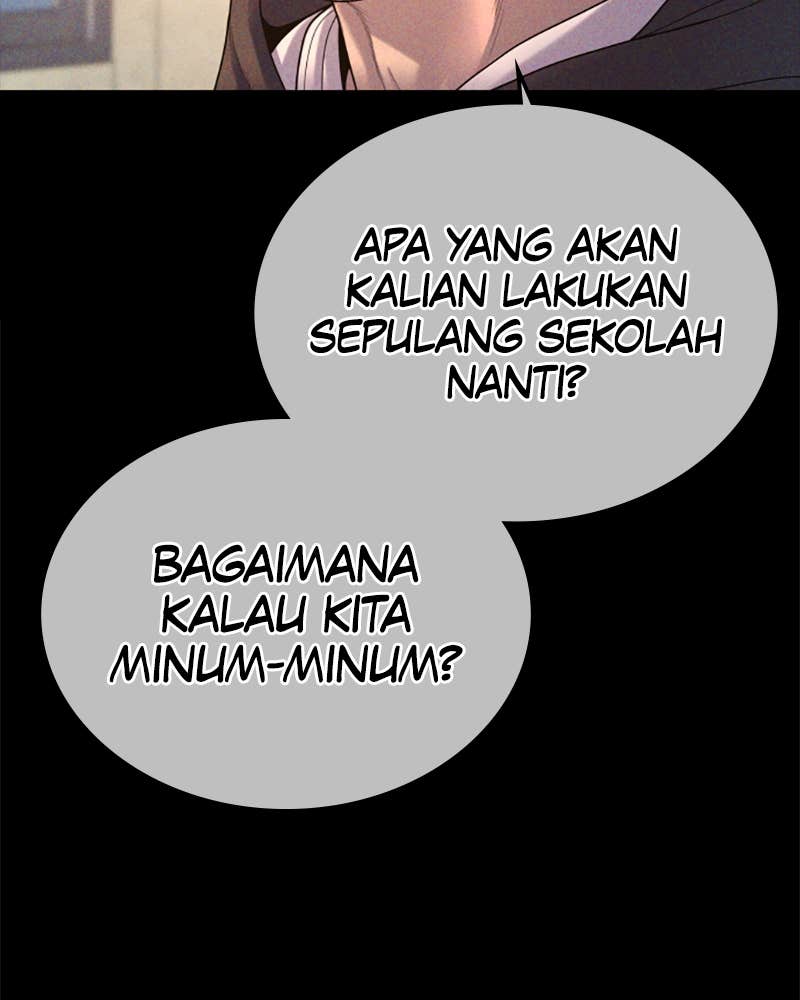 APA YANG AKAN
KALIAN LAKUKAN
SEPULANG SEKOLAH
NANTI?
BAGAIMANA
KALAU KITA
MINUM-MINUM?